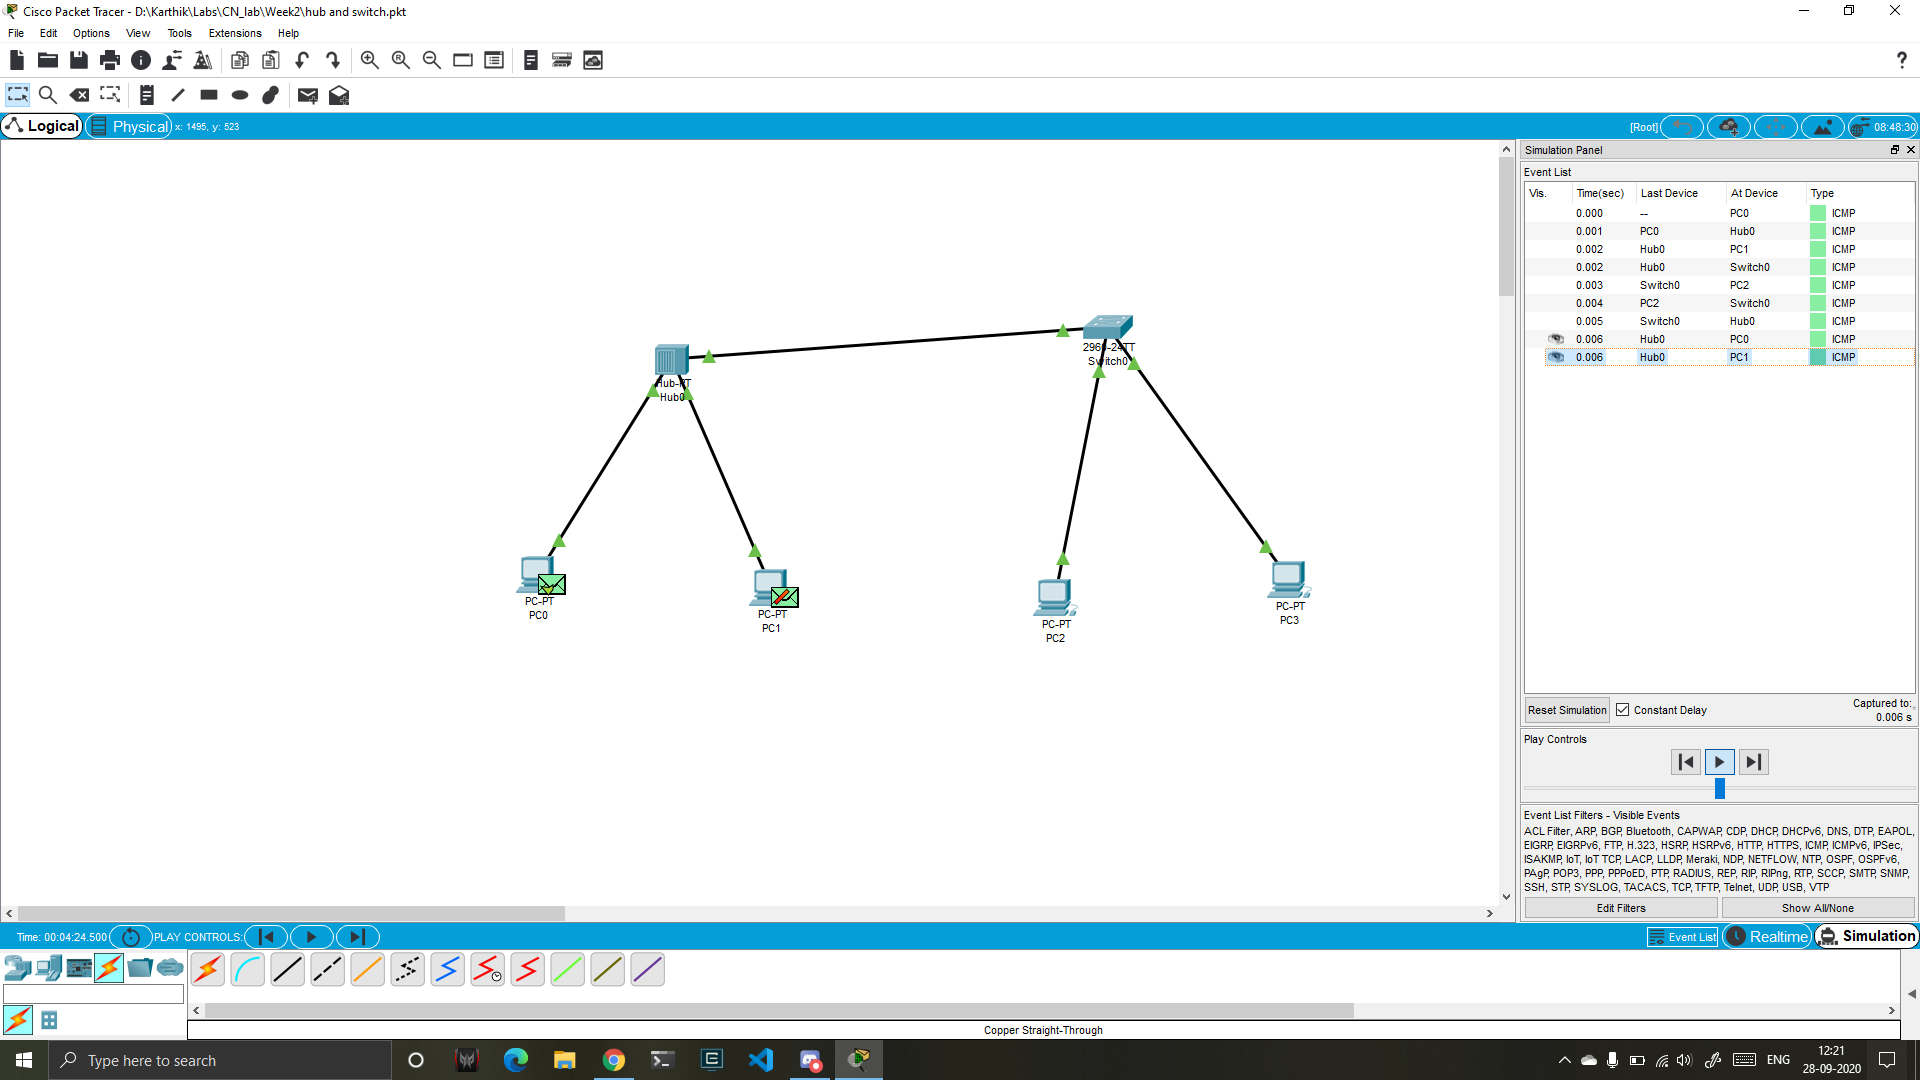 Cisco Packet Tracer - D:\Karthik\Labs\CN_lab\Week2\hub and switch.pkt
File Edit Options View Tools Extensions Help
Logical Physical x: 1495, y: 523 [Root] 08:48:30
Simulation Panel
Event List
Vis. Time(sec) Last Device At Device Type
0.000 -- PC0 ICMP
0.001 PC0 Hub0 ICMP
0.002 Hub0 PC1 ICMP
0.002 Hub0 Switch0 ICMP
0.003 Switch0 PC2 ICMP
0.004 PC2 Switch0 ICMP
0.005 Switch0 Hub0 ICMP
0.006 Hub0 PC0 ICMP
0.006 Hub0 PC1 ICMP
2960-24TT
Switch0
Hub-PT
Hub0
PC-PT
PC0
PC-PT
PC1
PC-PT
PC2
PC-PT
PC3
Reset Simulation Constant Delay Captured to:
0.006 s
Play Controls
Event List Filters - Visible Events
ACL Filter, ARP, BGP, Bluetooth, CAPWAP, CDP, DHCP, DHCPv6, DNS, DTP, EAPOL,
EIGRP, EIGRPv6, FTP, H.323, HSRP, HSRPv6, HTTP, HTTPS, ICMP, ICMPv6, IPSec,
ISAKMP, IoT, IoT TCP, LACP, LLDP, Meraki, NDP, NETFLOW, NTP, OSPF, OSPFv6,
PAgP, POP3, PPP, PPPoED, PTP, RADIUS, REP, RIP, RIPng, RTP, SCCP, SMTP, SNMP,
SSH, STP, SYSLOG, TACACS, TCP, TFTP, Telnet, UDP, USB, VTP
Edit Filters Show All/None
Time: 00:04:24.500 PLAY CONTROLS: Event List Realtime Simulation
Copper Straight-Through
Type here to search
ENG
12:21
28-09-2020